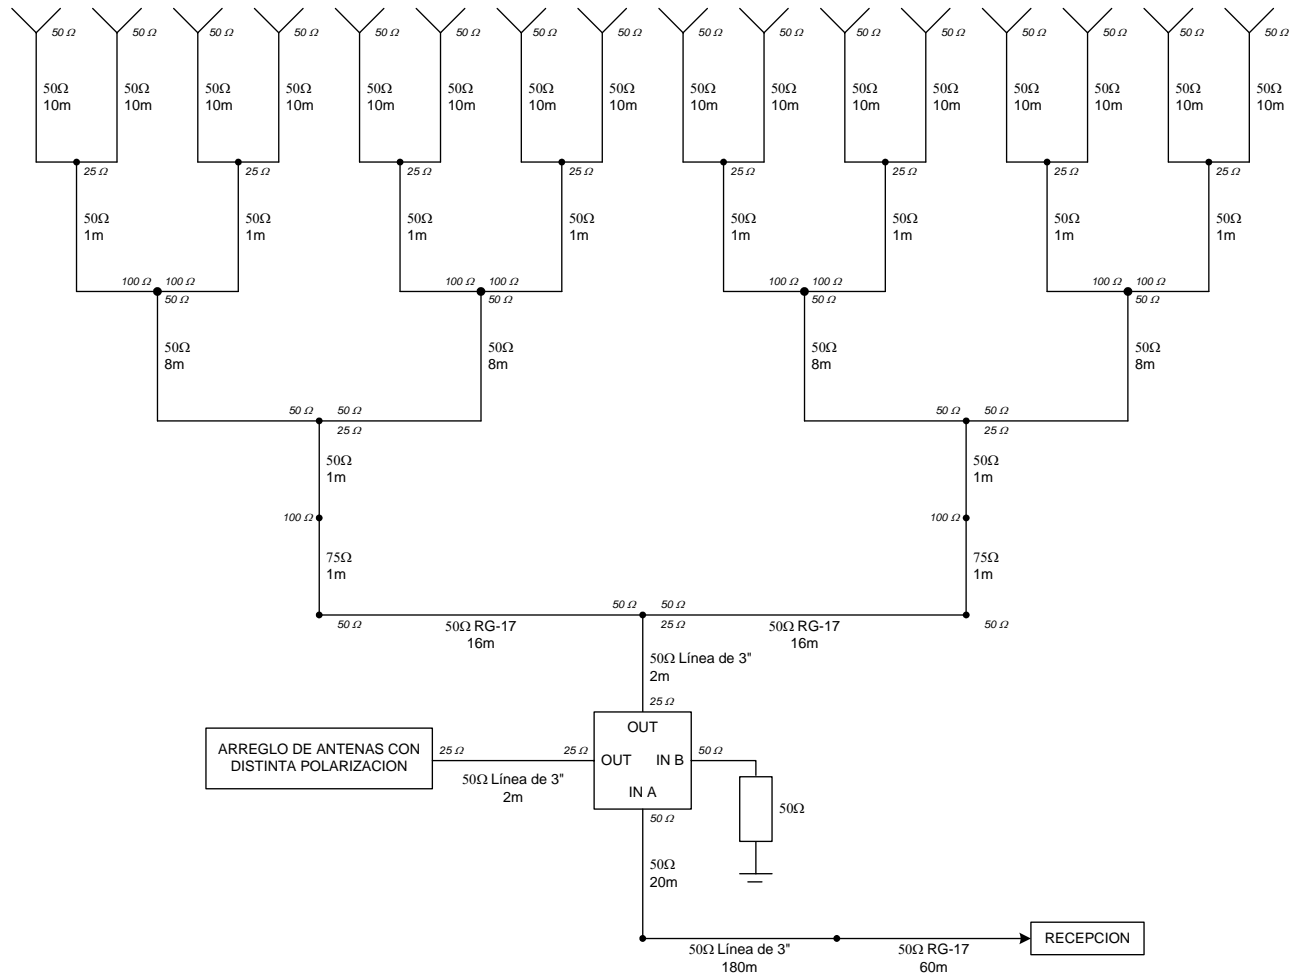 50 Ω 50 Ω 50 Ω 50 Ω 50 Ω 50 Ω 50 Ω 50 Ω 50 Ω 50 Ω 50 Ω 50 Ω 50 Ω 50 Ω 50 Ω 50 Ω
50Ω 50Ω 50Ω 50Ω 50Ω 50Ω 50Ω 50Ω 50Ω 50Ω 50Ω 50Ω 50Ω 50Ω 50Ω 50Ω
10m 10m 10m 10m 10m 10m 10m 10m 10m 10m 10m 10m 10m 10m 10m 10m
25 Ω 25 Ω 25 Ω 25 Ω 25 Ω 25 Ω 25 Ω 25 Ω
50Ω 50Ω 50Ω 50Ω 50Ω 50Ω 50Ω 50Ω
1m 1m 1m 1m 1m 1m 1m 1m
100 Ω 100 Ω 100 Ω 100 Ω 100 Ω 100 Ω 100 Ω 100 Ω
50 Ω 50 Ω 50 Ω 50 Ω
50Ω 50Ω 50Ω 50Ω
8m 8m 8m 8m
50 Ω 50 Ω 50 Ω 50 Ω
25 Ω 25 Ω
50Ω 50Ω
1m 1m
100 Ω 100 Ω
75Ω 75Ω
1m 1m
50 Ω 50 Ω
50 Ω 50Ω RG-17 25 Ω 50Ω RG-17 50 Ω
16m 16m
50Ω Línea de 3"
2m
25 Ω
OUT
ARREGLO DE ANTENAS CON
DISTINTA POLARIZACION
25 Ω 25 Ω
50Ω Línea de 3"
2m
OUT IN B
50 Ω
IN A
50Ω
50 Ω
50Ω
20m
50Ω Línea de 3"
180m
50Ω RG-17
60m
RECEPCION